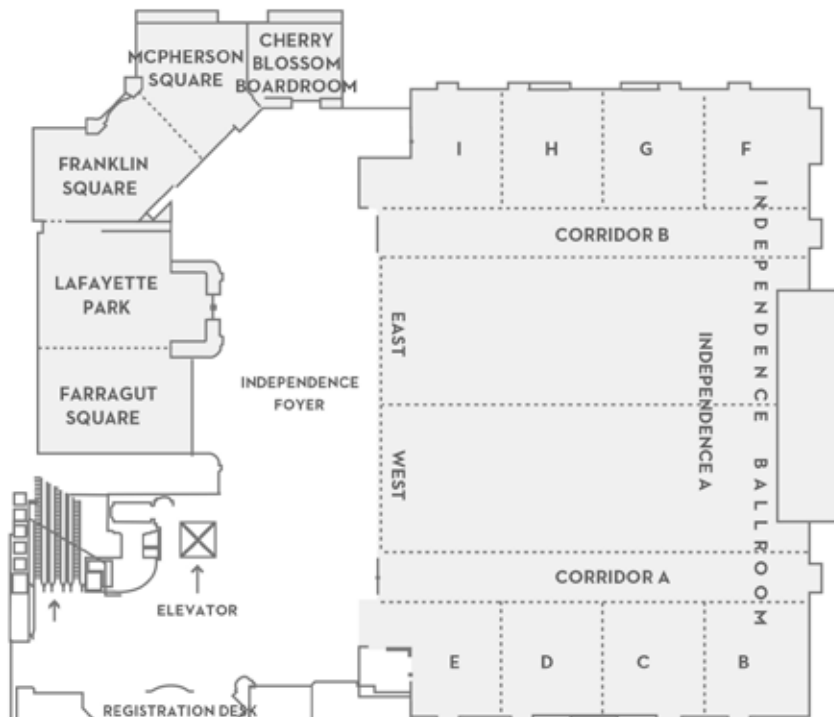 CHERRY
BLOSSOM
BOARDROOM
MCPHERSON
SQUARE
FRANKLIN
SQUARE
LAFAYETTE
PARK
FARRAGUT
SQUARE
INDEPENDENCE
FOYER
ELEVATOR
REGISTRATION DESK
I
H
G
F
CORRIDOR B
EAST
WEST
INDEPENDENCE A
INDEPENDENCE BALLROOM
CORRIDOR A
E
D
C
B